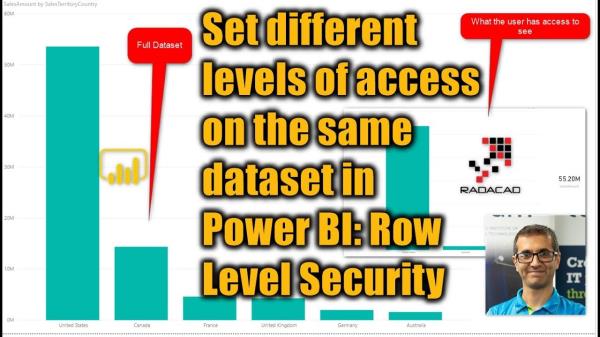 SalesAmount by SalesTerritoryCountry
60M
50M
40M
30M
20M
10M
0M
United States
Canada
France
United Kingdom
Germany
Australia
Full Dataset
Set different
levels of access
on the same
dataset in
Power BI: Row
Level Security
What the user has access to
see
RADACAD
55.20M
Cre
IT